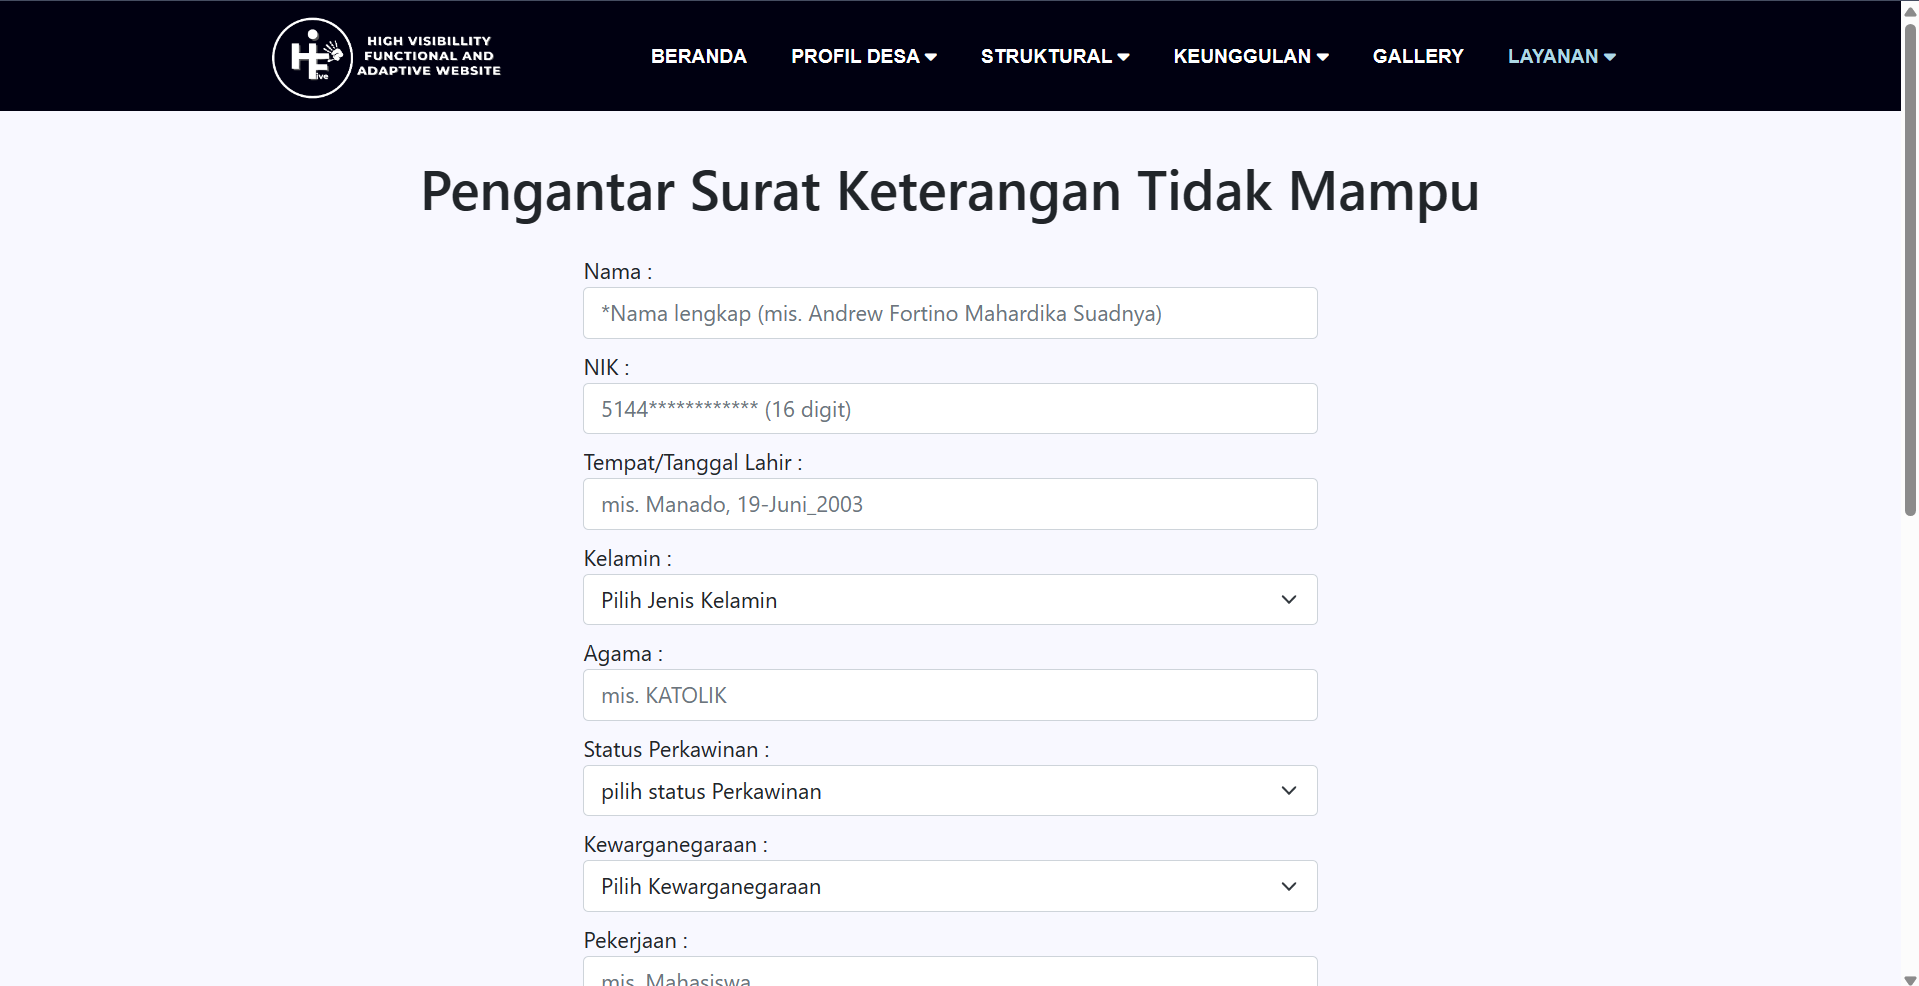 HIGH VISIBILLITY
FUNCTIONAL AND
ADAPTIVE WEBSITE
HFive
BERANDA PROFIL DESA STRUKTURAL KEUNGGULAN GALLERY LAYANAN
Pengantar Surat Keterangan Tidak Mampu
Nama :
*Nama lengkap (mis. Andrew Fortino Mahardika Suadnya)
NIK :
5144************ (16 digit)
Tempat/Tanggal Lahir :
mis. Manado, 19-Juni_2003
Kelamin :
Pilih Jenis Kelamin
Agama :
mis. KATOLIK
Status Perkawinan :
pilih status Perkawinan
Kewarganegaraan :
Pilih Kewarganegaraan
Pekerjaan :
mis. Mahasiswa